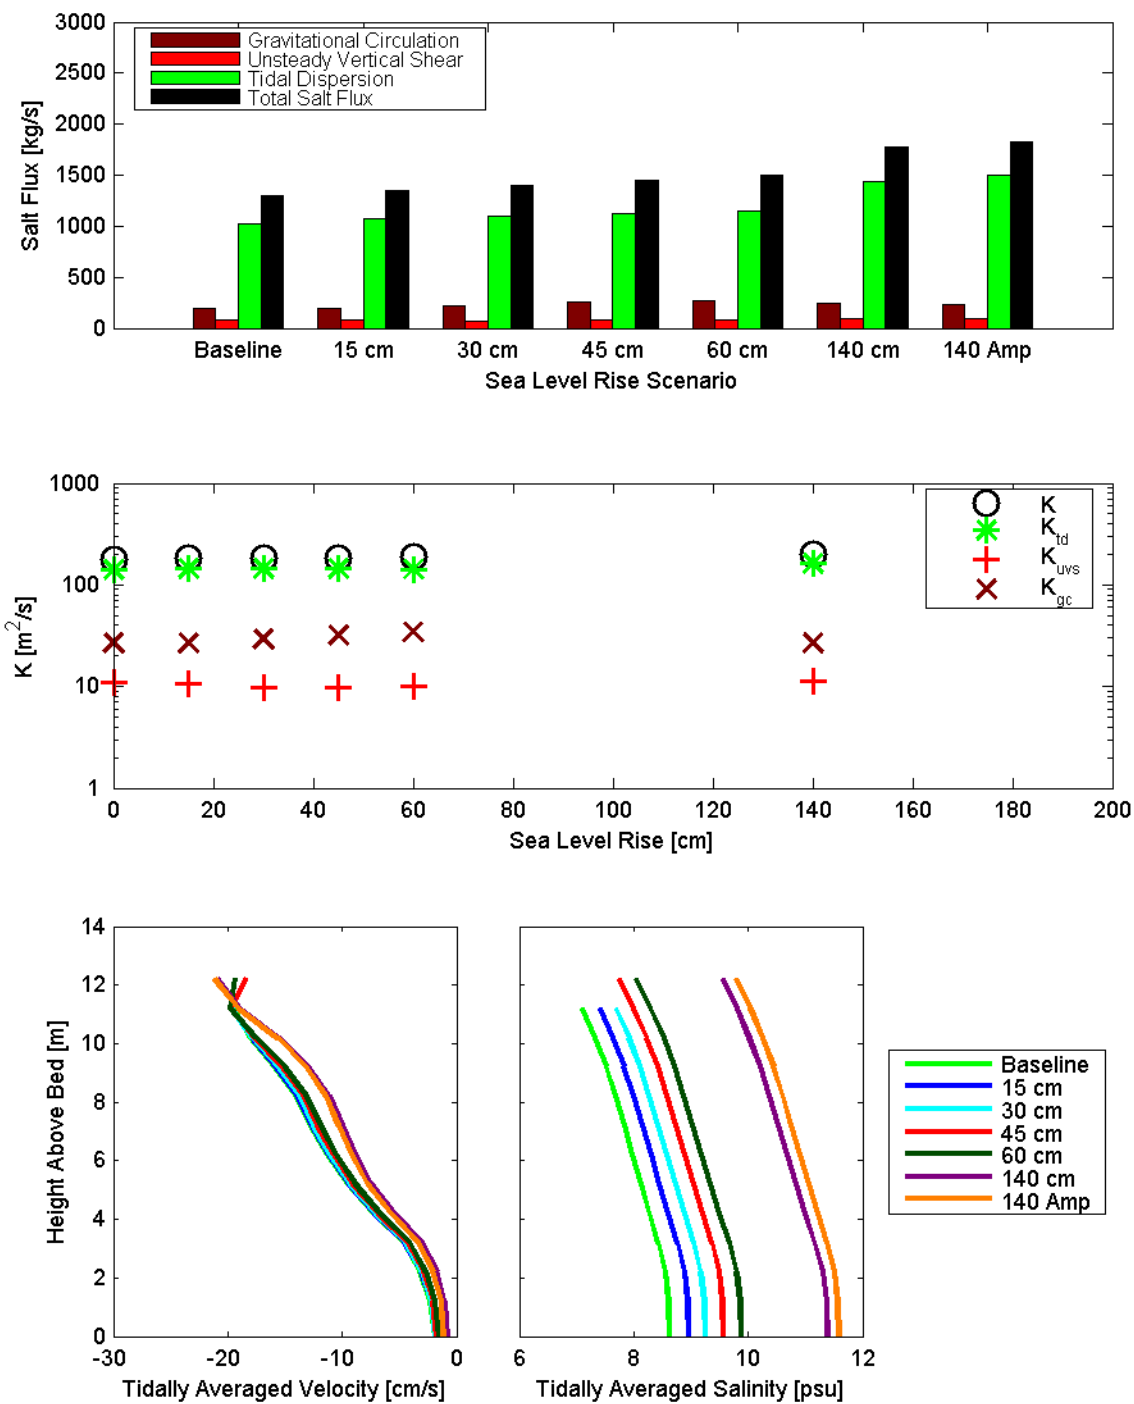 3000
2500
2000
1500
1000
500
0
Salt Flux [kg/s]
Gravitational Circulation
Unsteady Vertical Shear
Tidal Dispersion
Total Salt Flux
Baseline 15 cm 30 cm 45 cm 60 cm 140 cm 140 Amp
Sea Level Rise Scenario
1000
100
10
1
K [m²/s]
K
K_td
K_uvs
K_gc
0 20 40 60 80 100 120 140 160 180 200
Sea Level Rise [cm]
14
12
10
8
6
4
2
0
Height Above Bed [m]
-30 -20 -10 0
Tidally Averaged Velocity [cm/s]
6 8 10 12
Tidally Averaged Salinity [psu]
Baseline
15 cm
30 cm
45 cm
60 cm
140 cm
140 Amp